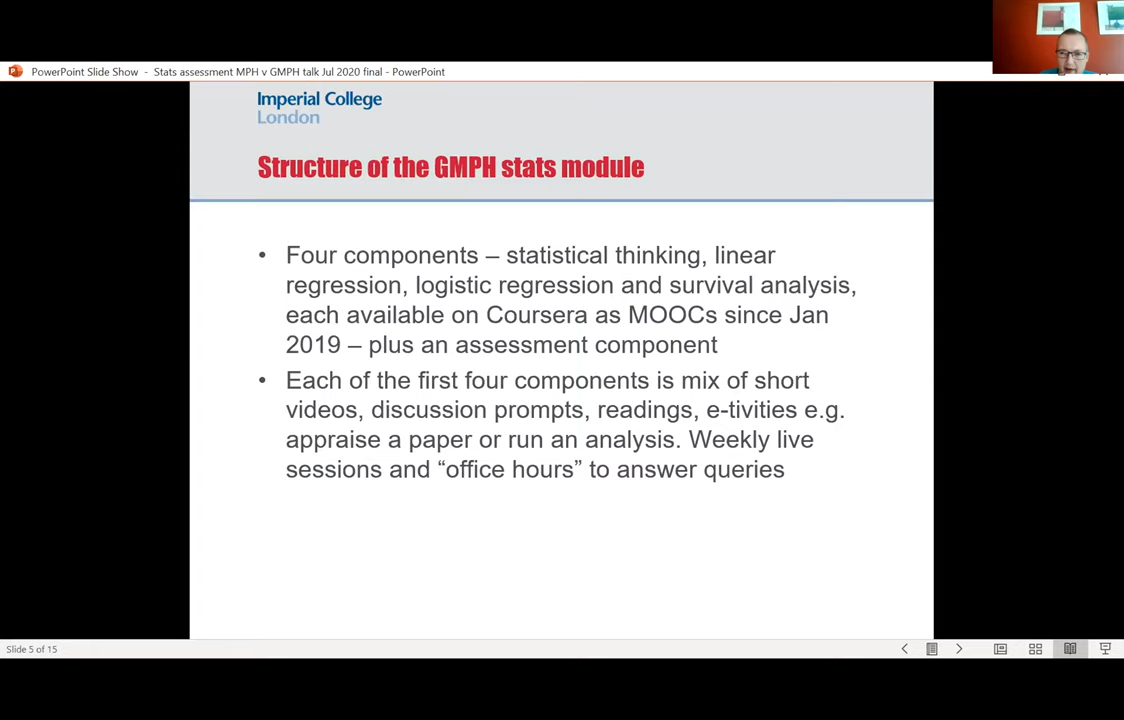 PowerPoint Slide Show - Stats assessment MPH v GMPH talk Jul 2020 final - PowerPoint
Imperial College
London
Structure of the GMPH stats module
• Four components – statistical thinking, linear
regression, logistic regression and survival analysis,
each available on Coursera as MOOCs since Jan
2019 – plus an assessment component
• Each of the first four components is mix of short
videos, discussion prompts, readings, e-tivities e.g.
appraise a paper or run an analysis. Weekly live
sessions and “office hours” to answer queries
Slide 5 of 15